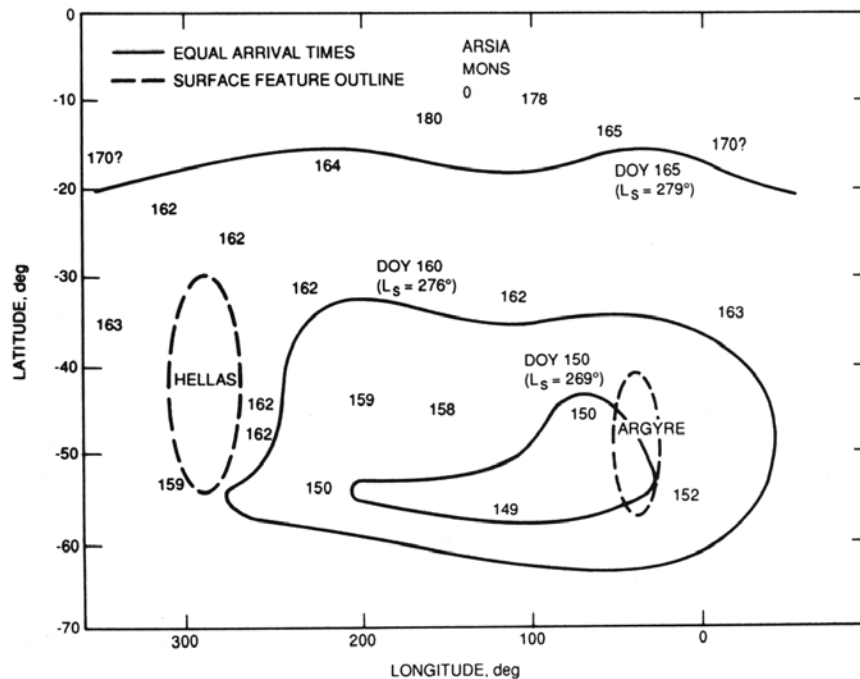 0
EQUAL ARRIVAL TIMES
SURFACE FEATURE OUTLINE
ARSIA
MONS
0
-10
180
178
165
170?
170?
164
DOY 165
(LS = 279°)
-20
162
162
DOY 160
(LS = 276°)
-30
162
162
163
163
LATITUDE, deg
-40
HELLAS
DOY 150
(LS = 269°)
159
158
150
162
162
ARGYRE
-50
159
150
149
152
-60
-70
300
200
100
0
LONGITUDE, deg